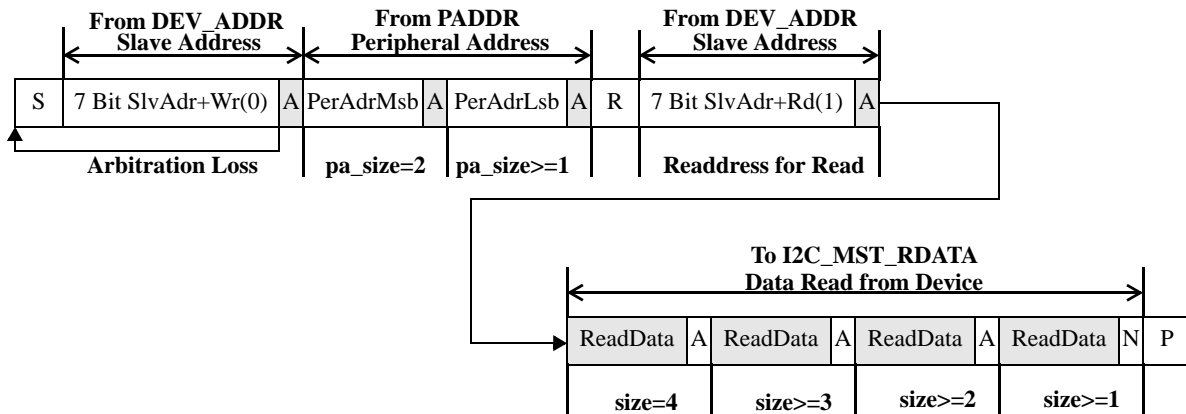 From DEV_ADDR From PADDR From DEV_ADDR
Slave Address Peripheral Address Slave Address
S 7 Bit SlvAdr+Wr(0) A PerAdrMsb A PerAdrLsb A R 7 Bit SlvAdr+Rd(1) A
Arbitration Loss pa_size=2 pa_size>=1 Readdress for Read
To I2C_MST_RDATA
Data Read from Device
ReadData A ReadData A ReadData A ReadData N P
size=4 size>=3 size>=2 size>=1